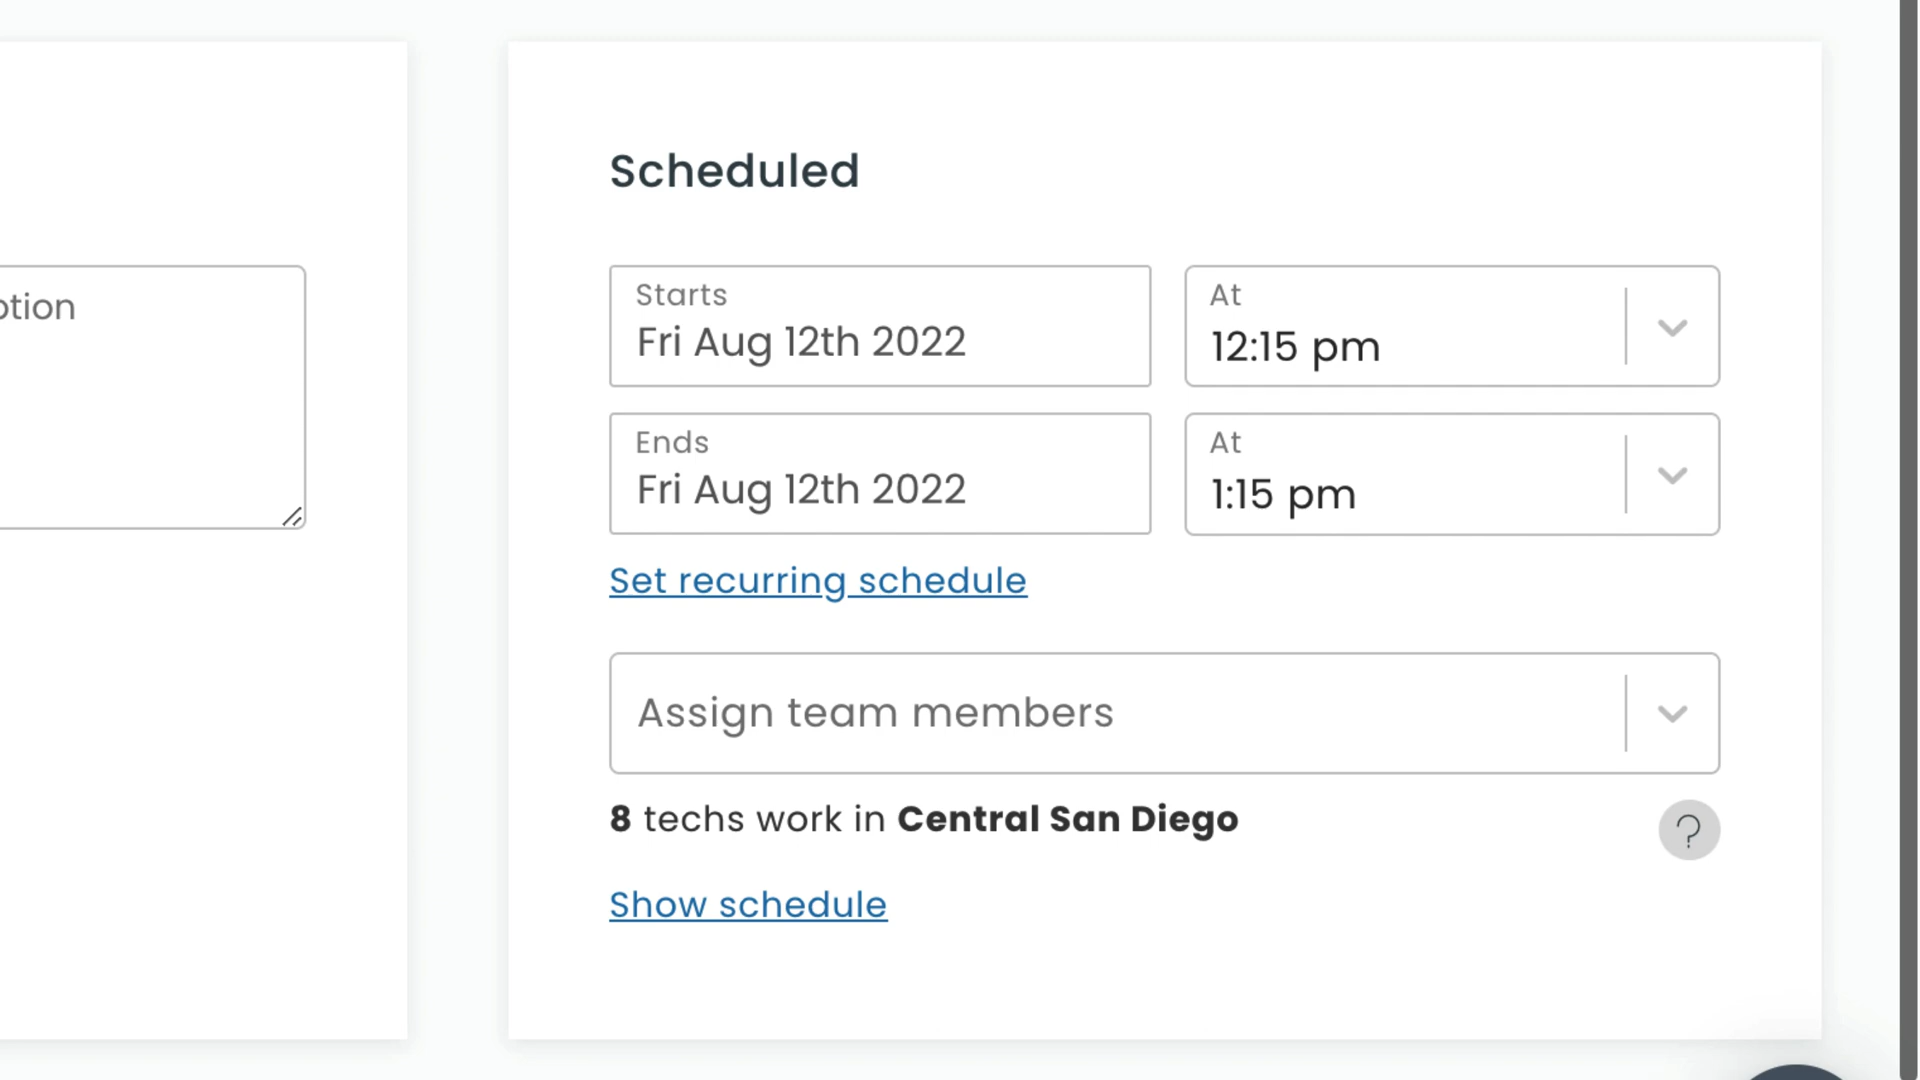 Scheduled
ption
Starts
Fri Aug 12th 2022
At
12:15 pm
Ends
Fri Aug 12th 2022
At
1:15 pm
Set recurring schedule
Assign team members
8 techs work in Central San Diego
?
Show schedule